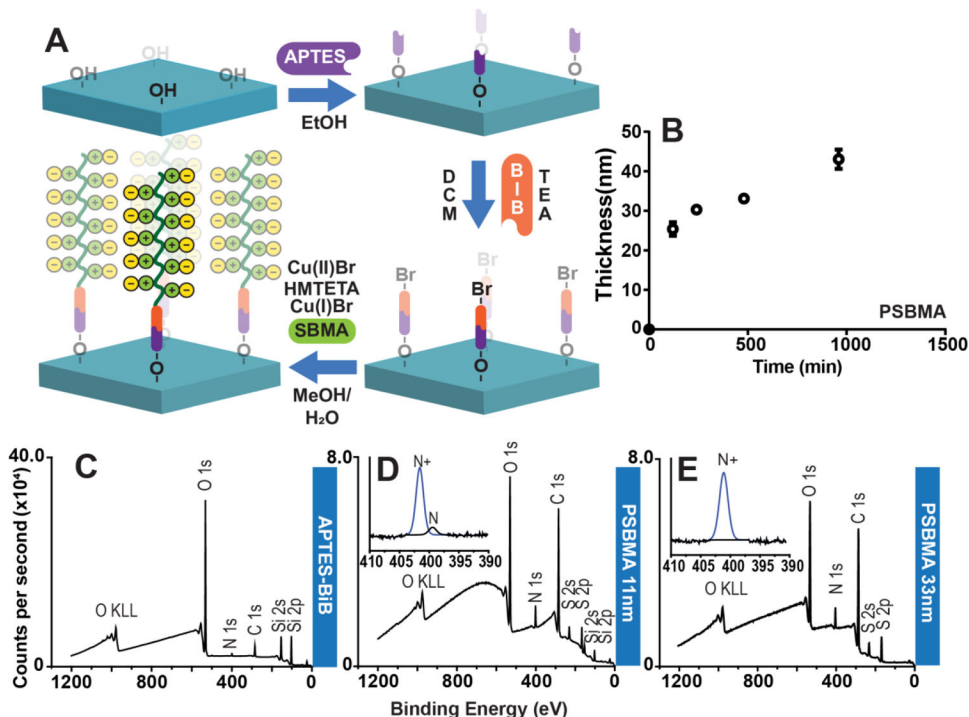 A
OH
OH
OH
OH
APTES
EtOH
O
O
O
O
DCM
BIB
TEA
Br
Br
Br
O
O
O
Cu(II)Br
HMTETA
Cu(I)Br
SBMA
MeOH/
H₂O
O
O
O
B
Thickness(nm)
50
40
30
20
10
0
PSBMA
0 500 1000 1500
Time (min)
C
Counts per second (x10⁴)
40.0
0
O KLL
O 1s
N 1s
C 1s
Si 2s
Si 2p
1200 800 400 0
APTES-BiB
D
8.0
0
N+
N
410 405 400 395 390
O KLL
O 1s
N 1s
C 1s
S 2s
S 2p
Si 2s
Si 2p
1200 800 400 0
PSBMA 11nm
E
8.0
0
N+
410 405 400 395 390
O KLL
O 1s
N 1s
C 1s
S 2s
S 2p
1200 800 400 0
PSBMA 33nm
Binding Energy (eV)